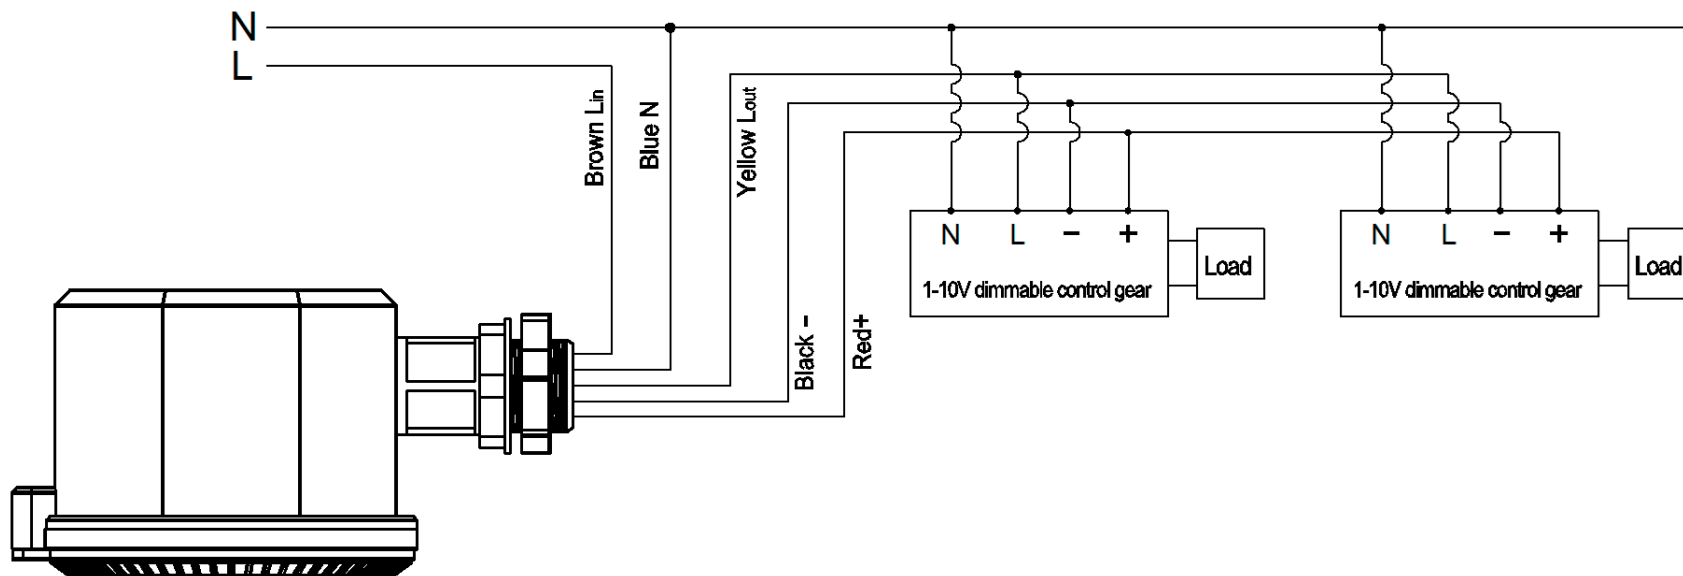 N
L
Brown Lin
Blue N
Yellow Lout
Black -
Red+
N L - +
1-10V dimmable control gear
Load
N L - +
1-10V dimmable control gear
Load